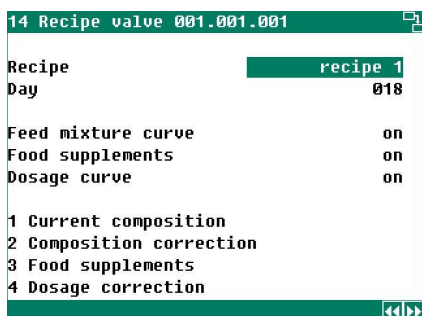 14 Recipe valve 001.001.001
Recipe recipe 1
Day 018
Feed mixture curve on
Food supplements on
Dosage curve on
1 Current composition
2 Composition correction
3 Food supplements
4 Dosage correction